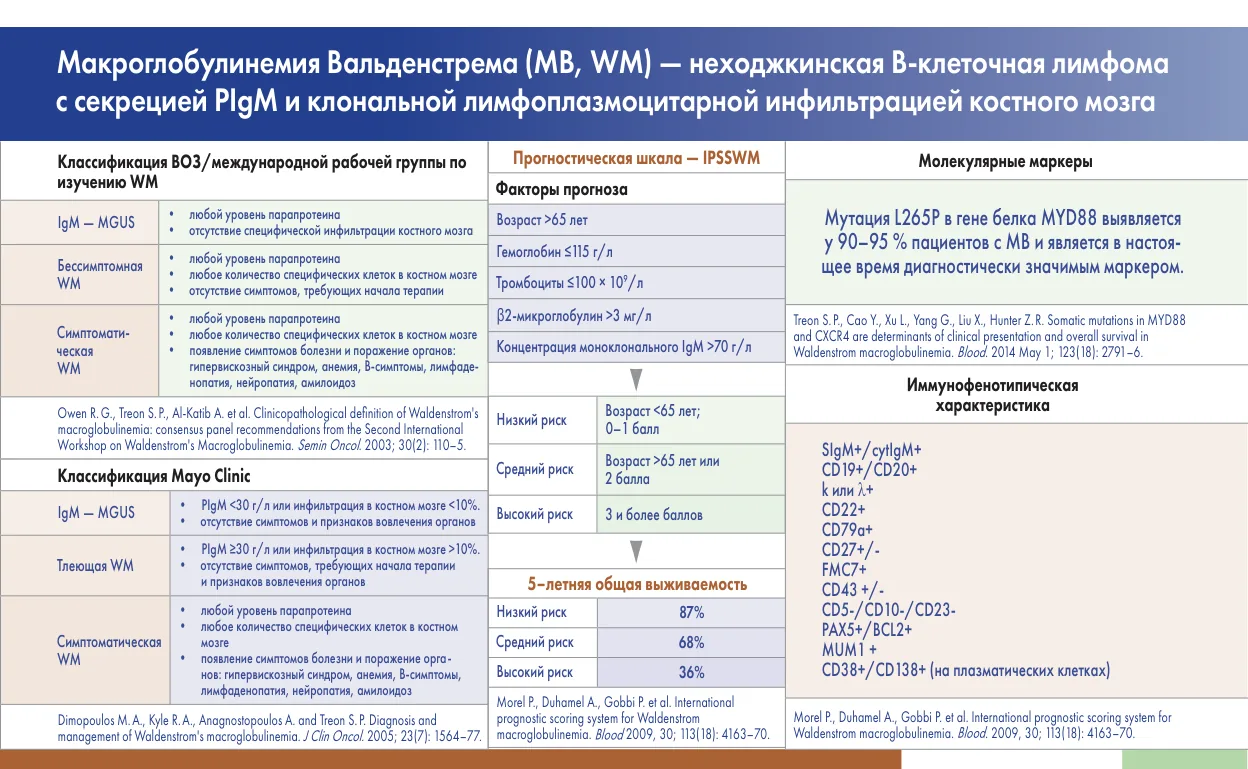 Макроглобулинемия Вальденстрема (МВ, WM) — неходжкинская В-клеточная лимфома
с секрецией PIgM и клональной лимфоплазмоцитарной инфильтрацией костного мозга
Классификация ВОЗ/международной рабочей группы по
изучению WM
IgM — MGUS
• любой уровень парапротеина
• отсутствие специфической инфильтрации костного мозга
Бессимптомная
WM
• любой уровень парапротеина
• любое количество специфических клеток в костном мозге
• отсутствие симптомов, требующих начала терапии
Симптомати-
ческая
WM
• любой уровень парапротеина
• любое количество специфических клеток в костном мозге
• появление симптомов болезни и поражение органов:
гипервискозный синдром, анемия, В-симптомы, лимфаде-
нопатия, нейропатия, амилоидоз
Owen R. G., Treon S. P., Al-Katib A. et al. Clinicopathological definition of Waldenstrom's
macroglobulinemia: consensus panel recommendations from the Second International
Workshop on Waldenstrom's Macroglobulinemia. Semin Oncol. 2003; 30(2): 110–5.
Классификация Mayo Clinic
IgM — MGUS
• PIgM <30 г/л или инфильтрация в костном мозге <10%.
• отсутствие симптомов и признаков вовлечения органов
Тлеющая WM
• PIgM ≥30 г/л или инфильтрация в костном мозге >10%.
• отсутствие симптомов, требующих начала терапии
и признаков вовлечения органов
Симптоматическая
WM
• любой уровень парапротеина
• любое количество специфических клеток в костном
мозге
• появление симптомов болезни и поражение орга-
нов: гипервискозный синдром, анемия, В-симптомы,
лимфаденопатия, нейропатия, амилоидоз
Dimopoulos M. A., Kyle R. A., Anagnostopoulos A. and Treon S. P. Diagnosis and
management of Waldenstrom's macroglobulinemia. J Clin Oncol. 2005; 23(7): 1564–77.
Прогностическая шкала — IPSSWM
Факторы прогноза
Возраст >65 лет
Гемоглобин ≤115 г/л
Тромбоциты ≤100 × 10⁹/л
β2-микроглобулин >3 мг/л
Концентрация моноклонального IgM >70 г/л
Низкий риск
Возраст <65 лет;
0–1 балл
Средний риск
Возраст >65 лет или
2 балла
Высокий риск
3 и более баллов
5–летняя общая выживаемость
Низкий риск 87%
Средний риск 68%
Высокий риск 36%
Morel P., Duhamel A., Gobbi P. et al. International
prognostic scoring system for Waldenstrom
macroglobulinemia. Blood 2009, 30; 113(18): 4163–70.
Молекулярные маркеры
Мутация L265P в гене белка MYD88 выявляется
у 90–95 % пациентов с МВ и является в настоя-
щее время диагностически значимым маркером.
Treon S. P., Cao Y., Xu L., Yang G., Liu X., Hunter Z. R. Somatic mutations in MYD88
and CXCR4 are determinants of clinical presentation and overall survival in
Waldenstrom macroglobulinemia. Blood. 2014 May 1; 123(18): 2791–6.
Иммунофенотипическая
характеристика
SIgM+/cytIgM+
CD19+/CD20+
k или λ+
CD22+
CD79a+
CD27+/-
FMC7+
CD43 +/-
CD5-/CD10-/CD23-
PAX5+/BCL2+
MUM1 +
CD38+/CD138+ (на плазматических клетках)
Morel P., Duhamel A., Gobbi P. et al. International prognostic scoring system for
Waldenstrom macroglobulinemia. Blood. 2009, 30; 113(18): 4163–70.